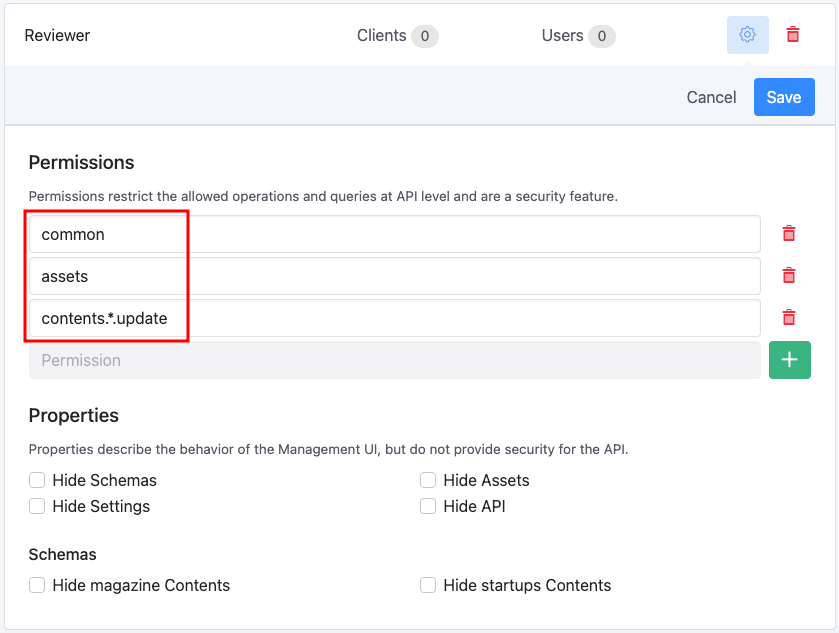 Reviewer Clients 0 Users 0
Cancel Save
Permissions
Permissions restrict the allowed operations and queries at API level and are a security feature.
common
assets
contents.*.update
Permission
Properties
Properties describe the behavior of the Management UI, but do not provide security for the API.
Hide Schemas Hide Assets
Hide Settings Hide API
Schemas
Hide magazine Contents Hide startups Contents